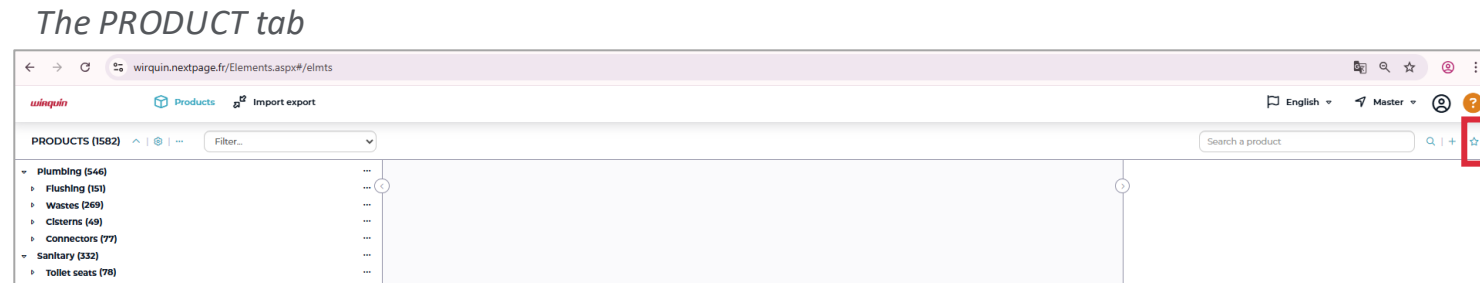 The PRODUCT tab
wirquin.nextpage.fr/Elements.aspx#/elmts
wirquin Products Import export English Master ?
PRODUCTS (1582) Filter... Search a product
Plumbing (546)
Flushing (151)
Wastes (269)
Cisterns (49)
Connectors (77)
Sanitary (332)
Toilet seats (78)